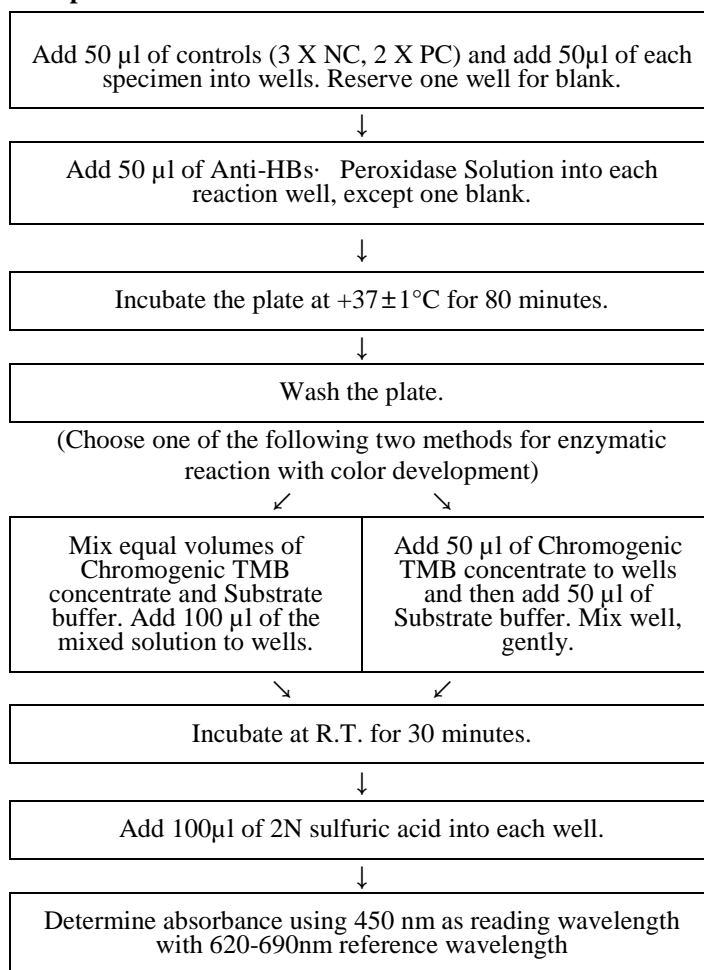 Add 50 µl of controls (3 X NC, 2 X PC) and add 50µl of each
specimen into wells. Reserve one well for blank.
↓
Add 50 µl of Anti-HBs· Peroxidase Solution into each
reaction well, except one blank.
↓
Incubate the plate at +37±1°C for 80 minutes.
↓
Wash the plate.
(Choose one of the following two methods for enzymatic
reaction with color development)
↙ ↘
Mix equal volumes of
Chromogenic TMB
concentrate and Substrate
buffer. Add 100 µl of the
mixed solution to wells.
Add 50 µl of Chromogenic
TMB concentrate to wells
and then add 50 µl of
Substrate buffer. Mix well,
gently.
↘ ↙
Incubate at R.T. for 30 minutes.
↓
Add 100µl of 2N sulfuric acid into each well.
↓
Determine absorbance using 450 nm as reading wavelength
with 620-690nm reference wavelength